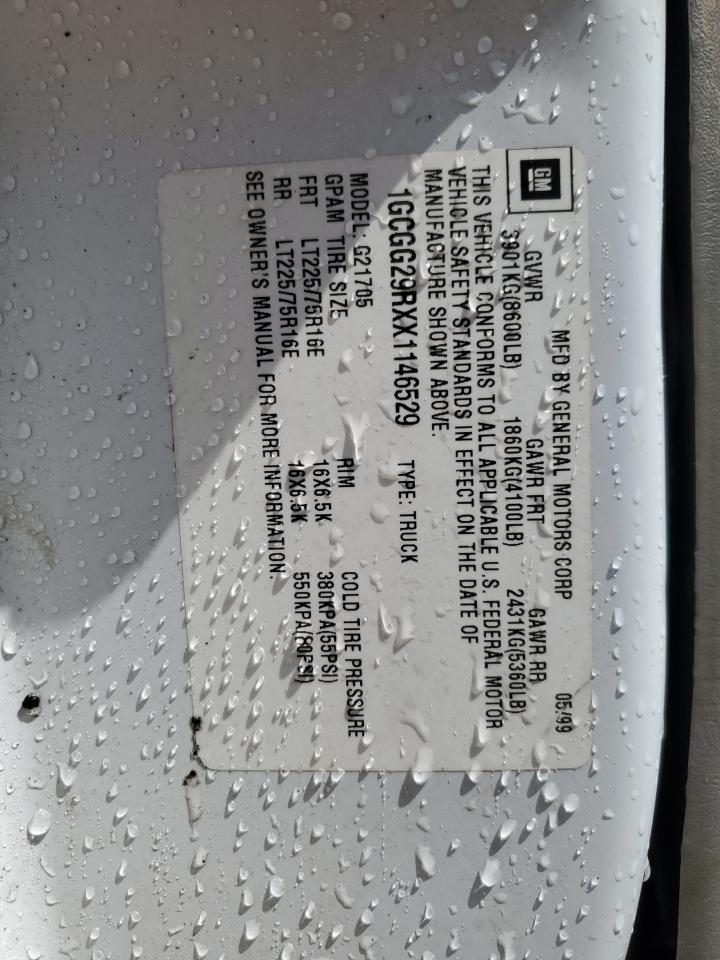 GM
MFD BY GENERAL MOTORS CORP 05/99
GVWR GAWR FRT GAWR RR
3901KG(8600LB) 1860KG(4100LB) 2431KG(5360LB)
THIS VEHICLE CONFORMS TO ALL APPLICABLE U.S. FEDERAL MOTOR
VEHICLE SAFETY STANDARDS IN EFFECT ON THE DATE OF
MANUFACTURE SHOWN ABOVE.
1GCGG29RXX1146529 TYPE: TRUCK
MODEL: G21705
GPAM TIRE SIZE RIM COLD TIRE PRESSURE
FRT LT225/75R16E 16X6.5K 380KPA(55PSI)
RR LT225/75R16E 16X6.5K 550KPA(80PSI)
SEE OWNER'S MANUAL FOR MORE INFORMATION.